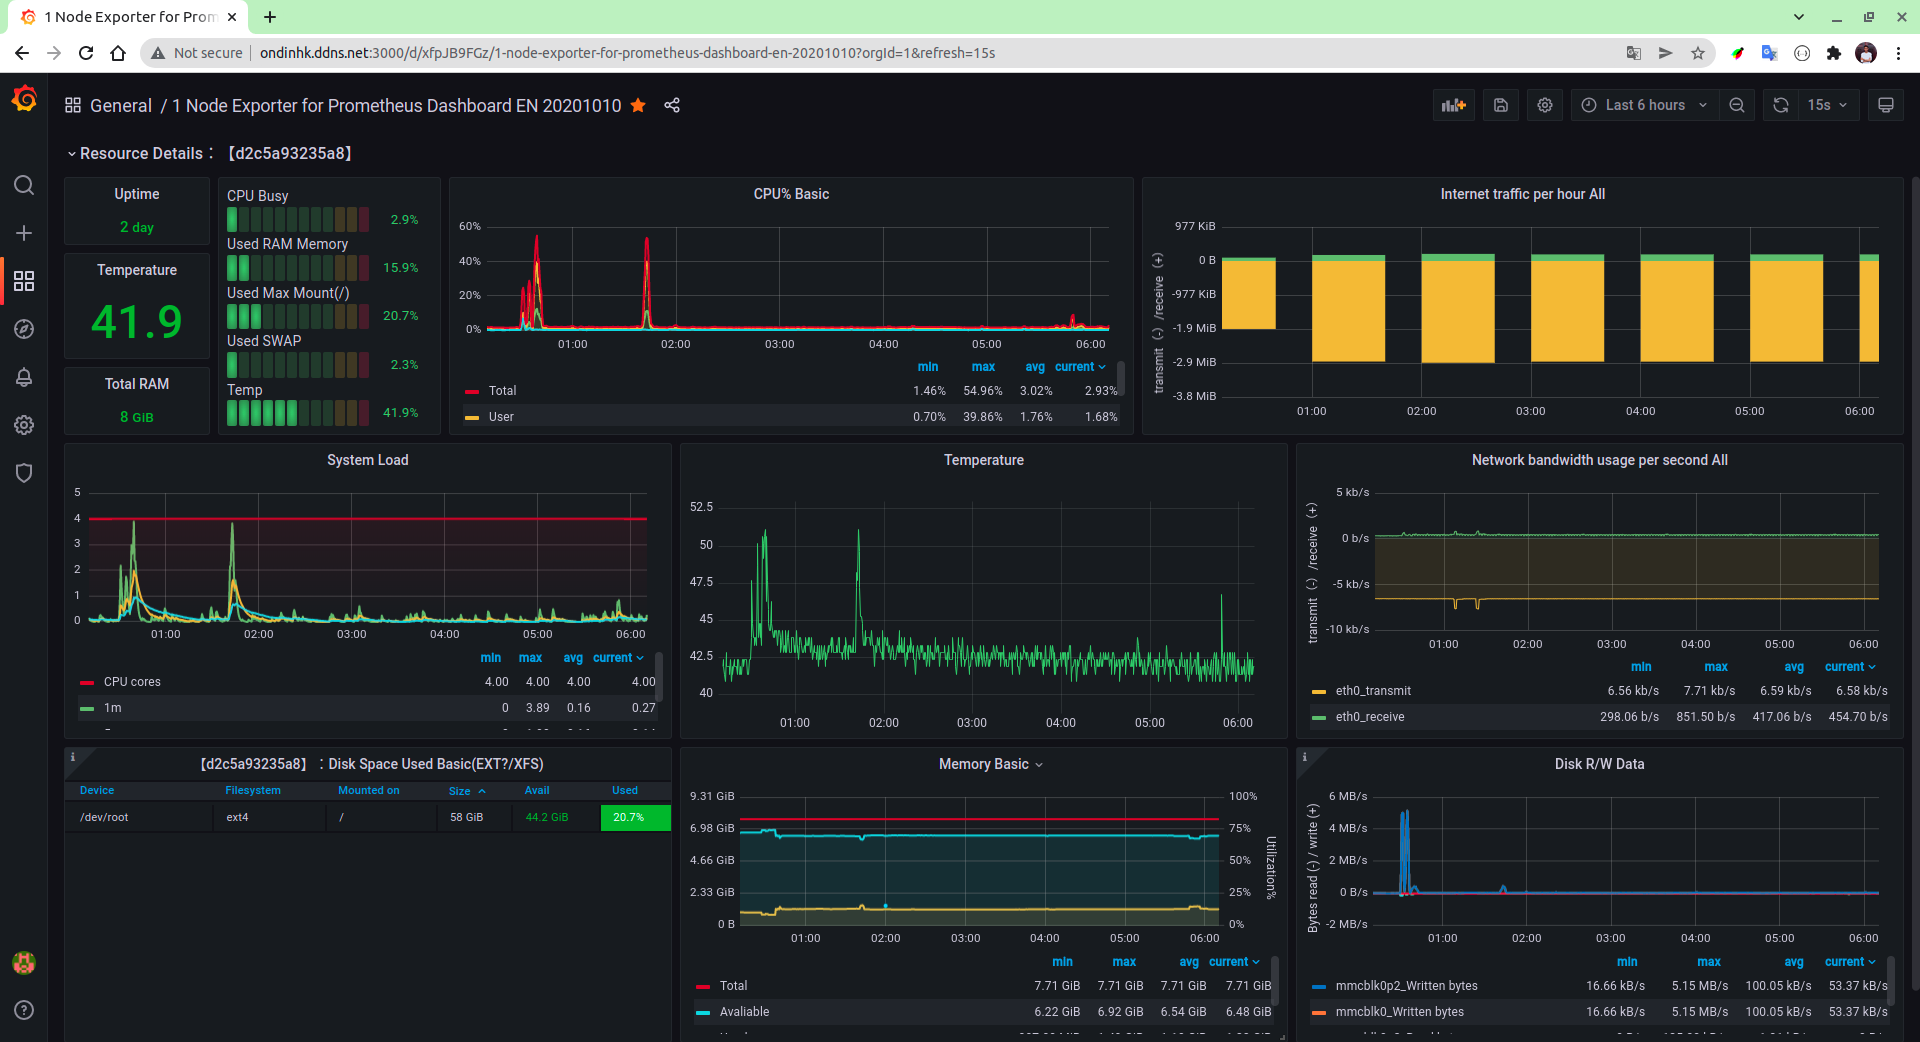 1 Node Exporter for Prom
Not secure
ondinhk.ddns.net:3000/d/xfpJB9FGz/1-node-exporter-for-prometheus-dashboard-en-20201010?orgId=1&refresh=15s
General / 1 Node Exporter for Prometheus Dashboard EN 20201010
Last 6 hours
15s
Resource Details：【d2c5a93235a8】
Uptime
2 day
Temperature
41.9
Total RAM
8 GiB
CPU Busy
2.9%
Used RAM Memory
15.9%
Used Max Mount(/)
20.7%
Used SWAP
2.3%
Temp
41.9%
CPU% Basic
60%
40%
20%
0%
01:00 02:00 03:00 04:00 05:00 06:00
min max avg current
Total 1.46% 54.96% 3.02% 2.93%
User 0.70% 39.86% 1.76% 1.68%
Internet traffic per hour All
transmit（-）/receive（+）
977 KiB
0 B
-977 KiB
-1.9 MiB
-2.9 MiB
-3.8 MiB
01:00 02:00 03:00 04:00 05:00 06:00
System Load
5
4
3
2
1
0
01:00 02:00 03:00 04:00 05:00 06:00
min max avg current
CPU cores 4.00 4.00 4.00 4.00
1m 0 3.89 0.16 0.27
Temperature
52.5
50
47.5
45
42.5
40
01:00 02:00 03:00 04:00 05:00 06:00
Network bandwidth usage per second All
transmit（-）/receive（+）
5 kb/s
0 b/s
-5 kb/s
-10 kb/s
01:00 02:00 03:00 04:00 05:00 06:00
min max avg current
eth0_transmit 6.56 kb/s 7.71 kb/s 6.59 kb/s 6.58 kb/s
eth0_receive 298.06 b/s 851.50 b/s 417.06 b/s 454.70 b/s
【d2c5a93235a8】：Disk Space Used Basic(EXT?/XFS)
Device Filesystem Mounted on Size Avail Used
/dev/root ext4 / 58 GiB 44.2 GiB 20.7%
Memory Basic
9.31 GiB
6.98 GiB
4.66 GiB
2.33 GiB
0 B
100%
75%
50%
25%
0%
Utilization%
01:00 02:00 03:00 04:00 05:00 06:00
min max avg current
Total 7.71 GiB 7.71 GiB 7.71 GiB 7.71 GiB
Avaliable 6.22 GiB 6.92 GiB 6.54 GiB 6.48 GiB
Disk R/W Data
Bytes read (-) / write (+)
6 MB/s
4 MB/s
2 MB/s
0 B/s
-2 MB/s
01:00 02:00 03:00 04:00 05:00 06:00
min max avg current
mmcblk0p2_Written bytes 16.66 kB/s 5.15 MB/s 100.05 kB/s 53.37 kB/s
mmcblk0_Written bytes 16.66 kB/s 5.15 MB/s 100.05 kB/s 53.37 kB/s